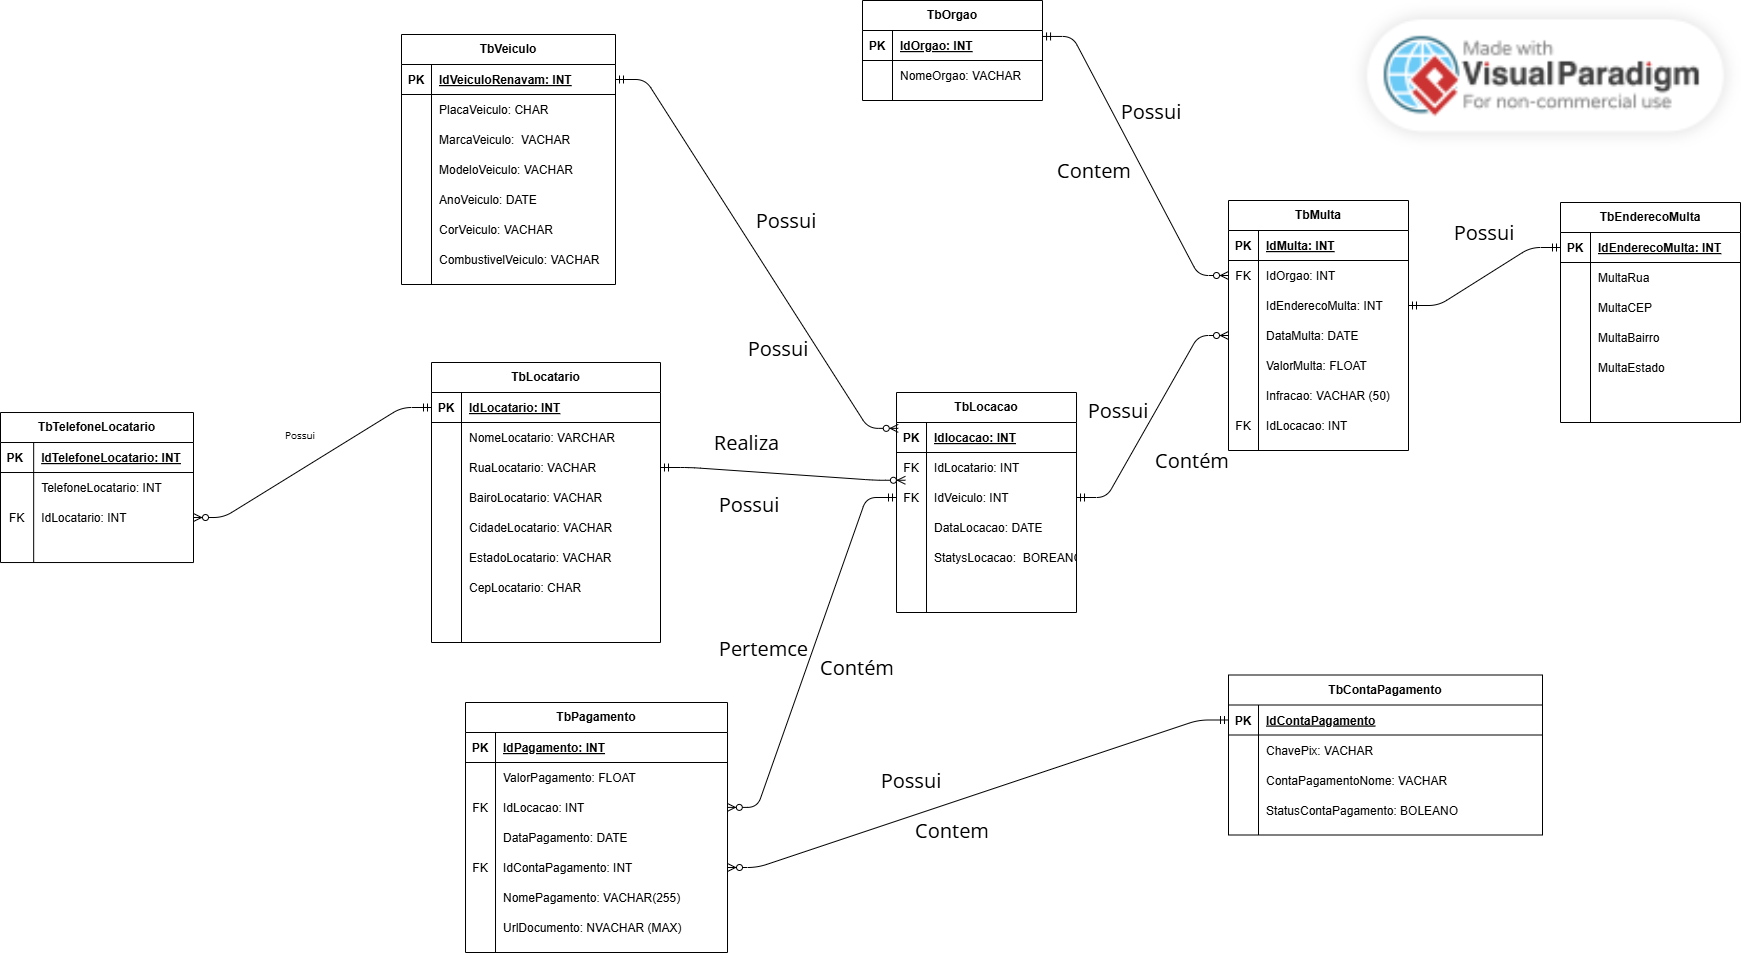 TbOrgao
PK IdOrgao: INT
NomeOrgao: VACHAR
Made with
Visual Paradigm
For non-commercial use
TbVeiculo
PK IdVeiculoRenavam: INT
PlacaVeiculo: CHAR
MarcaVeiculo: VACHAR
ModeloVeiculo: VACHAR
AnoVeiculo: DATE
CorVeiculo: VACHAR
CombustivelVeiculo: VACHAR
Possui
Contem
Possui
Possui
TbMulta
PK IdMulta: INT
FK IdOrgao: INT
IdEnderecoMulta: INT
DataMulta: DATE
ValorMulta: FLOAT
Infracao: VACHAR (50)
FK IdLocacao: INT
Possui
TbEnderecoMulta
PK IdEnderecoMulta: INT
MultaRua
MultaCEP
MultaBairro
MultaEstado
TbTelefoneLocatario
PK IdTelefoneLocatario: INT
TelefoneLocatario: INT
FK IdLocatario: INT
Possui
TbLocatario
PK IdLocatario: INT
NomeLocatario: VARCHAR
RuaLocatario: VACHAR
BairoLocatario: VACHAR
CidadeLocatario: VACHAR
EstadoLocatario: VACHAR
CepLocatario: CHAR
Realiza
Possui
TbLocacao
PK Idlocacao: INT
FK IdLocatario: INT
FK IdVeiculo: INT
DataLocacao: DATE
StatysLocacao: BOREANO
Possui
Contém
Pertemce
Contém
TbPagamento
PK IdPagamento: INT
ValorPagamento: FLOAT
FK IdLocacao: INT
DataPagamento: DATE
FK IdContaPagamento: INT
NomePagamento: VACHAR(255)
UrlDocumento: NVACHAR (MAX)
Possui
Contem
TbContaPagamento
PK IdContaPagamento
ChavePix: VACHAR
ContaPagamentoNome: VACHAR
StatusContaPagamento: BOLEANO